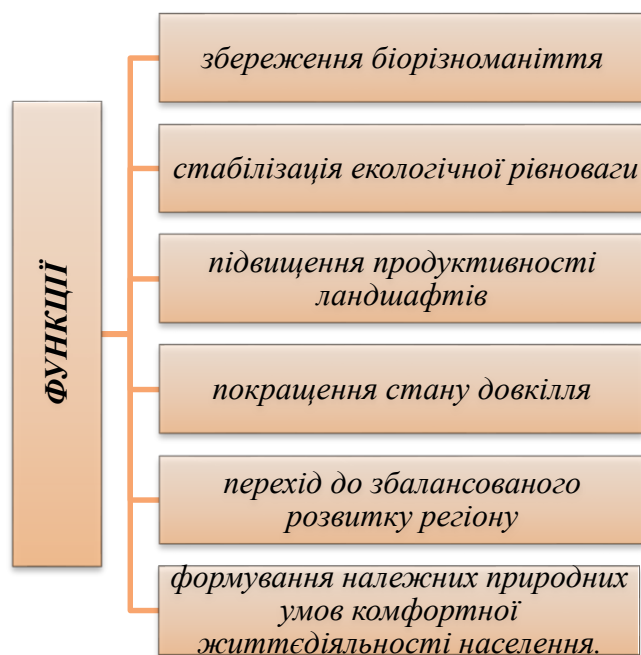 ФУНКЦІЇ
збереження біорізноманіття
стабілізація екологічної рівноваги
підвищення продуктивності
ландшафтів
покращення стану довкілля
перехід до збалансованого
розвитку регіону
формування належних природних
умов комфортної
життєдіяльності населення.